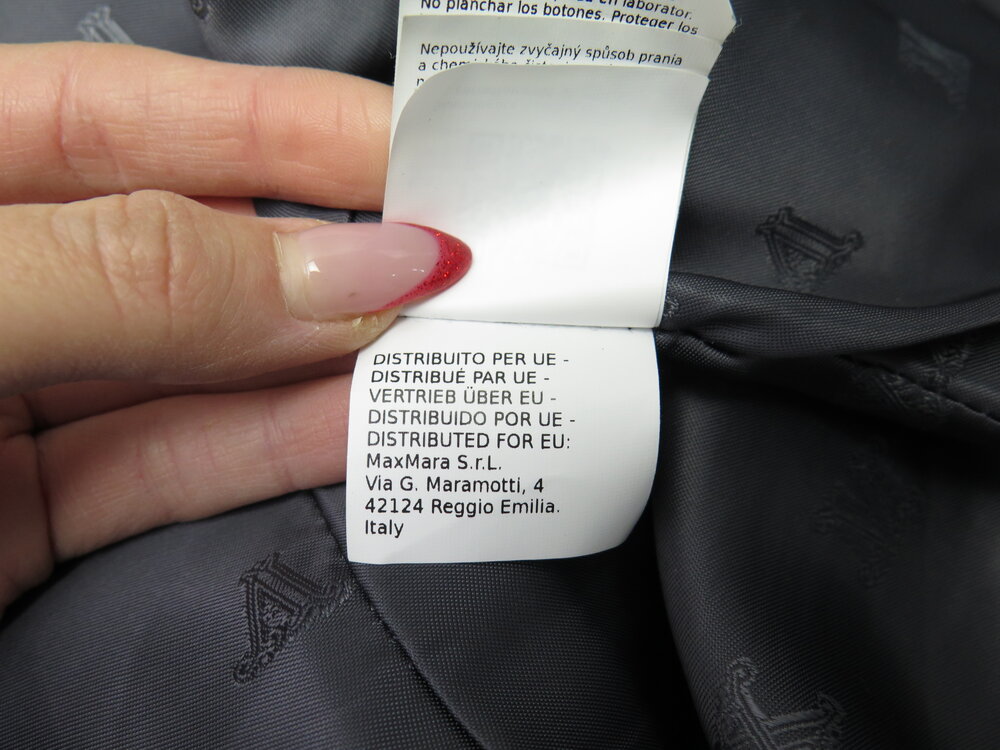 No planchar los botones. Proteger los
Nepoužívajte zvyčajný spôsob prania
DISTRIBUITO PER UE -
DISTRIBUÉ PAR UE -
VERTRIEB ÜBER EU -
DISTRIBUIDO POR UE -
DISTRIBUTED FOR EU:
MaxMara S.r.L.
Via G. Maramotti, 4
42124 Reggio Emilia.
Italy